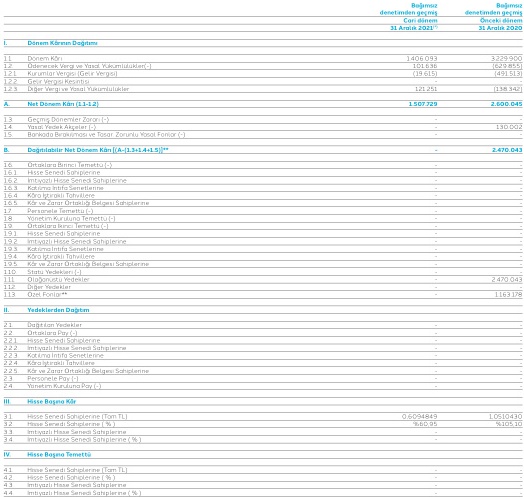 Bağımsız Bağımsız
denetimden geçmiş denetimden geçmiş
Cari dönem Önceki dönem
31 Aralık 2021(*) 31 Aralık 2020
I. Dönem Kârının Dağıtımı
1.1 Dönem Kârı 1.406.093 3.229.900
1.2 Ödenecek Vergi ve Yasal Yükümlülükler(-) 101.636 (629.855)
1.2.1 Kurumlar Vergisi (Gelir Vergisi) (19.615) (491.513)
1.2.2 Gelir Vergisi Kesintisi - -
1.2.3 Diğer Vergi ve Yasal Yükümlülükler 121.251 (138.342)
A. Net Dönem Kârı (1.1-1.2) 1.507.729 2.600.045
1.3 Geçmiş Dönemler Zararı (-) - -
1.4 Yasal Yedek Akçeler (-) - 130.002
1.5 Bankada Bırakılması ve Tasar. Zorunlu Yasal Fonlar (-) - -
B. Dağıtılabilir Net Dönem Kârı [(A-(1.3+1.4+1.5)]** - 2.470.043
1.6 Ortaklara Birinci Temettü (-) - -
1.6.1 Hisse Senedi Sahiplerine - -
1.6.2 İmtiyazlı Hisse Senedi Sahiplerine - -
1.6.3 Katılma İntifa Senetlerine - -
1.6.4 Kâra İştirakli Tahvillere - -
1.6.5 Kâr ve Zarar Ortaklığı Belgesi Sahiplerine - -
1.7 Personele Temettü (-) - -
1.8 Yönetim Kuruluna Temettü (-) - -
1.9 Ortaklara İkinci Temettü (-) - -
1.9.1 Hisse Senedi Sahiplerine - -
1.9.2 İmtiyazlı Hisse Senedi Sahiplerine - -
1.9.3 Katılma İntifa Senetlerine - -
1.9.4 Kâra İştirakli Tahvillere - -
1.9.5 Kâr ve Zarar Ortaklığı Belgesi Sahiplerine - -
1.10 Statü Yedekleri (-) - -
1.11 Olağanüstü Yedekler - 2.470.043
1.12 Diğer Yedekler - -
1.13 Özel Fonlar** - 1.163.178
II. Yedeklerden Dağıtım
2.1 Dağıtılan Yedekler - -
2.2 Ortaklara Pay (-) - -
2.2.1 Hisse Senedi Sahiplerine - -
2.2.2 İmtiyazlı Hisse Senedi Sahiplerine - -
2.2.3 Katılma İntifa Senetlerine - -
2.2.4 Kâra İştirakli Tahvillere - -
2.2.5 Kâr ve Zarar Ortaklığı Belgesi Sahiplerine - -
2.3 Personele Pay (-) - -
2.4 Yönetim Kuruluna Pay (-) - -
III. Hisse Başına Kâr
3.1 Hisse Senedi Sahiplerine (Tam TL) 0,6094849 1,0510430
3.2 Hisse Senedi Sahiplerine ( % ) %60,95 %105,10
3.3 İmtiyazlı Hisse Senedi Sahiplerine - -
3.4 İmtiyazlı Hisse Senedi Sahiplerine ( % ) - -
IV. Hisse Başına Temettü
4.1 Hisse Senedi Sahiplerine (Tam TL) - -
4.2 Hisse Senedi Sahiplerine ( % ) - -
4.3 İmtiyazlı Hisse Senedi Sahiplerine - -
4.4 İmtiyazlı Hisse Senedi Sahiplerine ( % ) - -